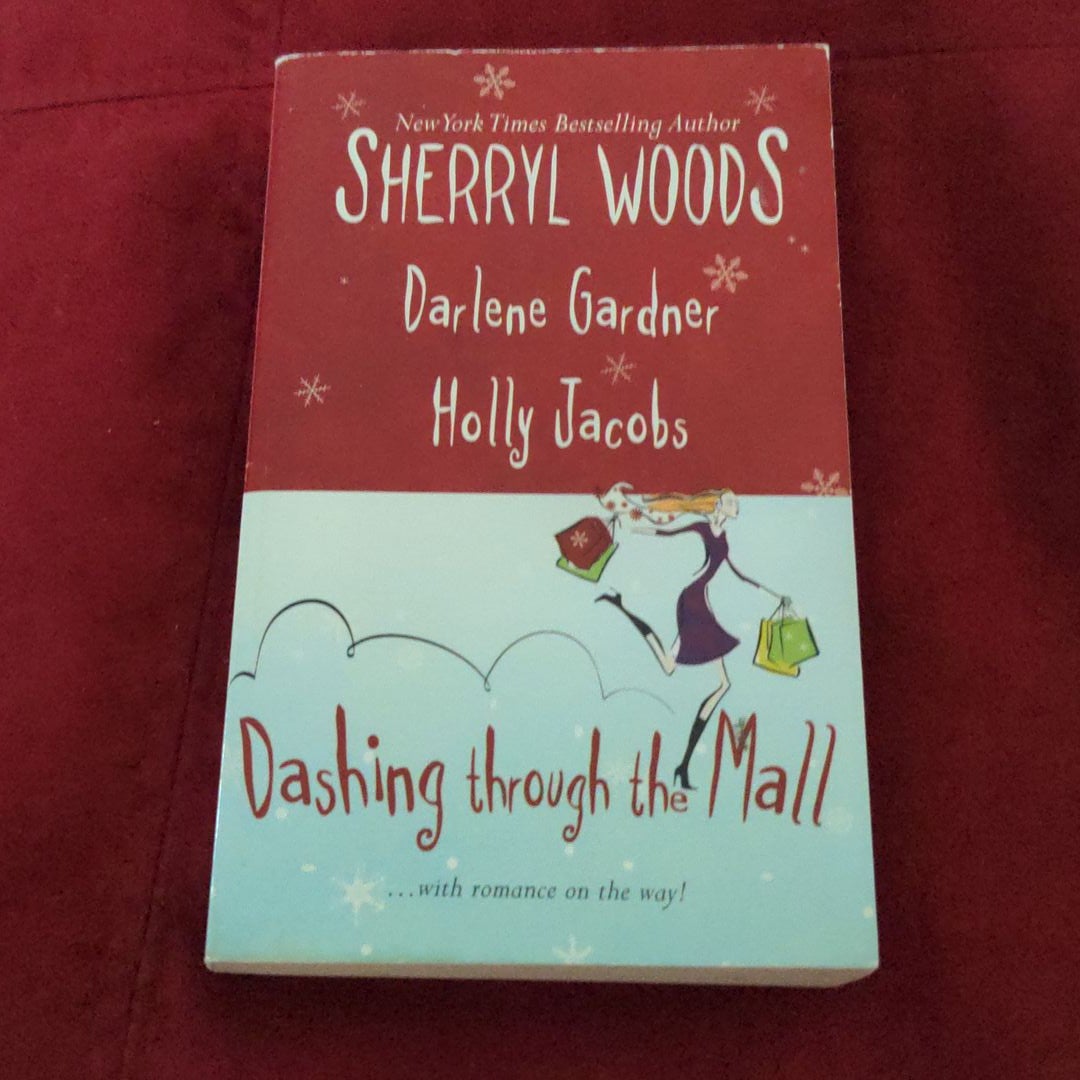 New York Times Bestselling Author
SHERRYL WOODS
Darlene Gardner
Holly Jacobs
Dashing through the Mall
...with romance on the way!